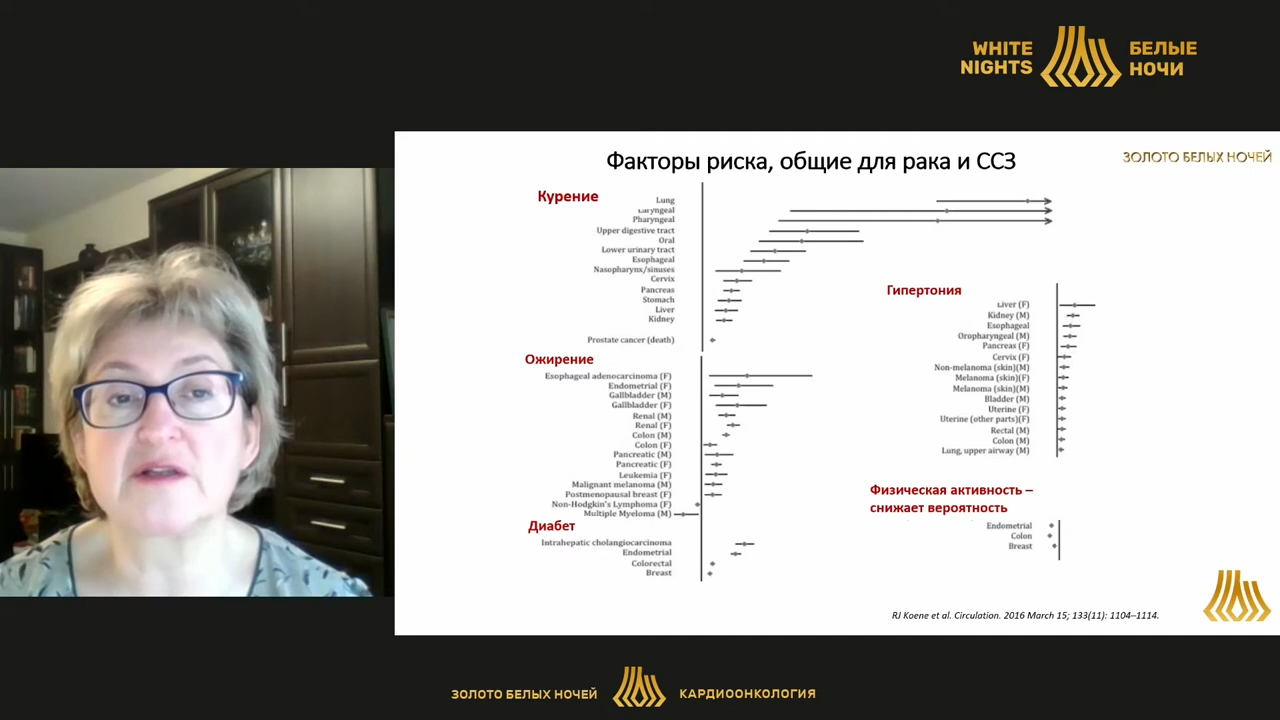 WHITE
NIGHTS
БЕЛЫЕ
НОЧИ
Факторы риска, общие для рака и ССЗ
ЗОЛОТО БЕЛЫХ НОЧЕЙ
Курение
Lung
Laryngeal
Pharyngeal
Upper digestive tract
Oral
Lower urinary tract
Esophageal
Nasopharynx/sinuses
Cervix
Pancreas
Stomach
Liver
Kidney
Prostate cancer (death)
Ожирение
Esophageal adenocarcinoma (F)
Endometrial (F)
Gallbladder (M)
Gallbladder (F)
Renal (M)
Renal (F)
Colon (M)
Colon (F)
Pancreatic (M)
Pancreatic (F)
Leukemia (F)
Malignant melanoma (M)
Postmenopausal breast (F)
Non-Hodgkin's Lymphoma (F)
Multiple Myeloma (M)
Диабет
Intrahepatic cholangiocarcinoma
Endometrial
Colorectal
Breast
Гипертония
Liver (F)
Kidney (M)
Esophageal
Oropharyngeal (M)
Pancreas (F)
Cervix (F)
Non-melanoma (skin)(M)
Melanoma (skin)(F)
Melanoma (skin)(M)
Bladder (M)
Uterine (F)
Uterine (other parts)(F)
Rectal (M)
Colon (M)
Lung, upper airway (M)
Физическая активность –
снижает вероятность
Endometrial
Colon
Breast
RJ Koene et al. Circulation. 2016 March 15; 133(11): 1104–1114.
ЗОЛОТО БЕЛЫХ НОЧЕЙ
КАРДИООНКОЛОГИЯ